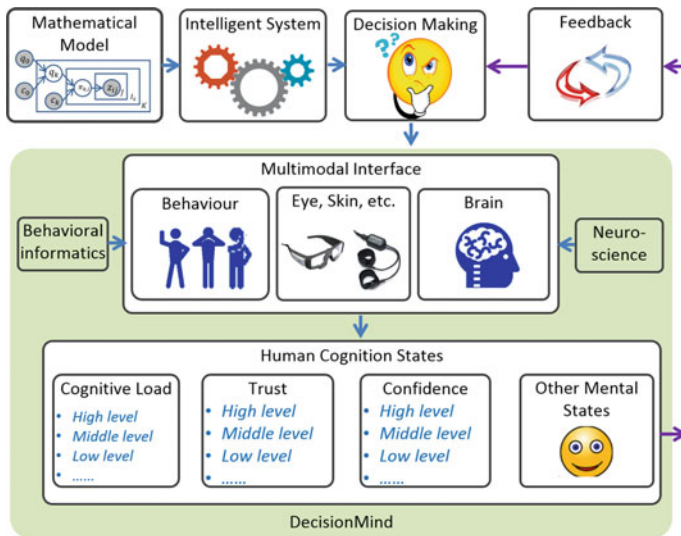 Mathematical
Model
Intelligent System
Decision Making
Feedback
??
Multimodal Interface
Behaviour
Eye, Skin, etc.
Brain
Behavioral
informatics
Neuro-
science
Human Cognition States
Cognitive Load
• High level
• Middle level
• Low level
• ......
Trust
• High level
• Middle level
• Low level
• ......
Confidence
• High level
• Middle level
• Low level
• ......
Other Mental
States
DecisionMind